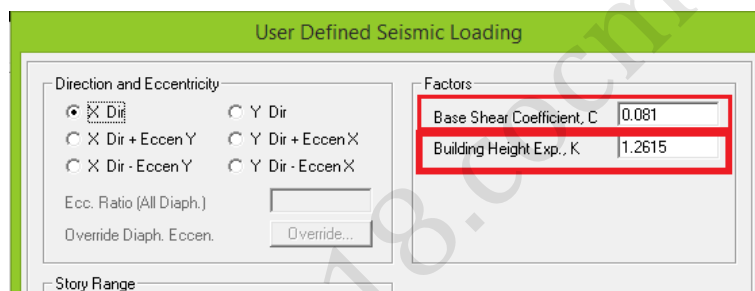 User Defined Seismic Loading
Direction and Eccentricity
X Dir
Y Dir
X Dir + Eccen Y
Y Dir + Eccen X
X Dir - Eccen Y
Y Dir - Eccen X
Ecc. Ratio (All Diaph.)
Override Diaph. Eccen.
Override...
Factors
Base Shear Coefficient, C
0.081
Building Height Exp., K
1.2615
Story Range
18.cocm